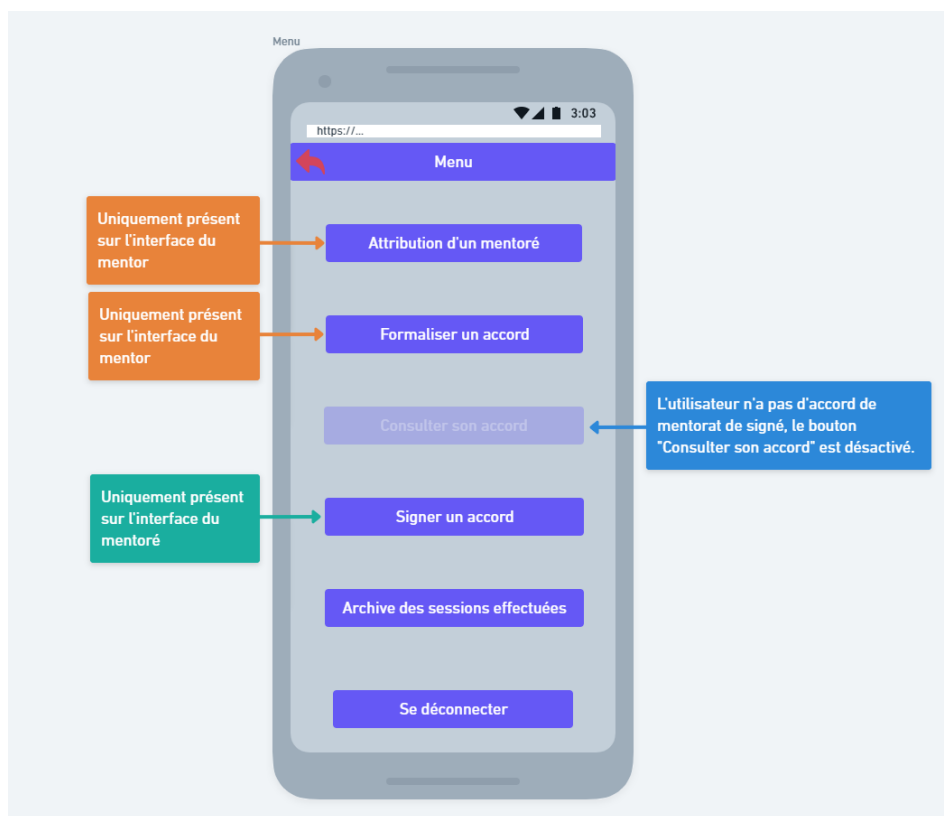 Menu
3:03
https://...
Menu
Uniquement présent
sur l'interface du
mentor
Attribution d'un mentoré
Uniquement présent
sur l'interface du
mentor
Formaliser un accord
Consulter son accord
L'utilisateur n'a pas d'accord de
mentorat de signé, le bouton
"Consulter son accord" est désactivé.
Uniquement présent
sur l'interface du
mentoré
Signer un accord
Archive des sessions effectuées
Se déconnecter